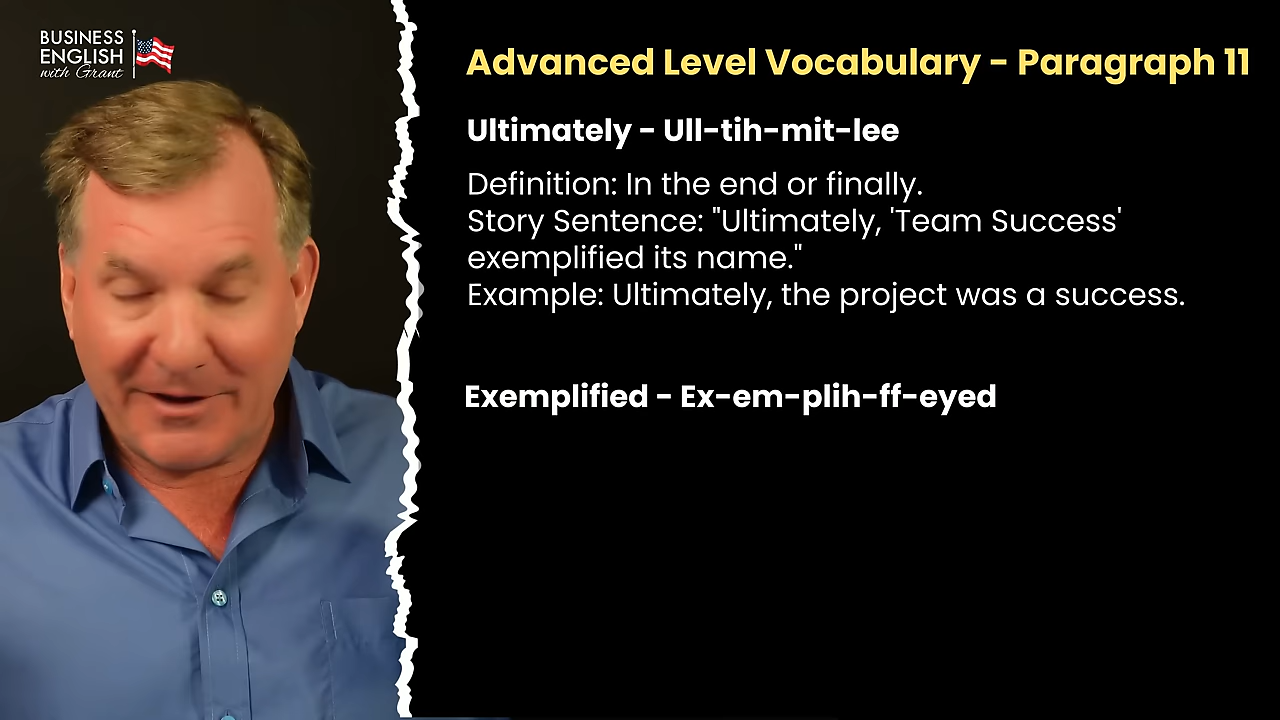 BUSINESS
ENGLISH
with Grant
Advanced Level Vocabulary - Paragraph 11
Ultimately - Ull-tih-mit-lee
Definition: In the end or finally.
Story Sentence: "Ultimately, 'Team Success'
exemplified its name."
Example: Ultimately, the project was a success.
Exemplified - Ex-em-plih-ff-eyed